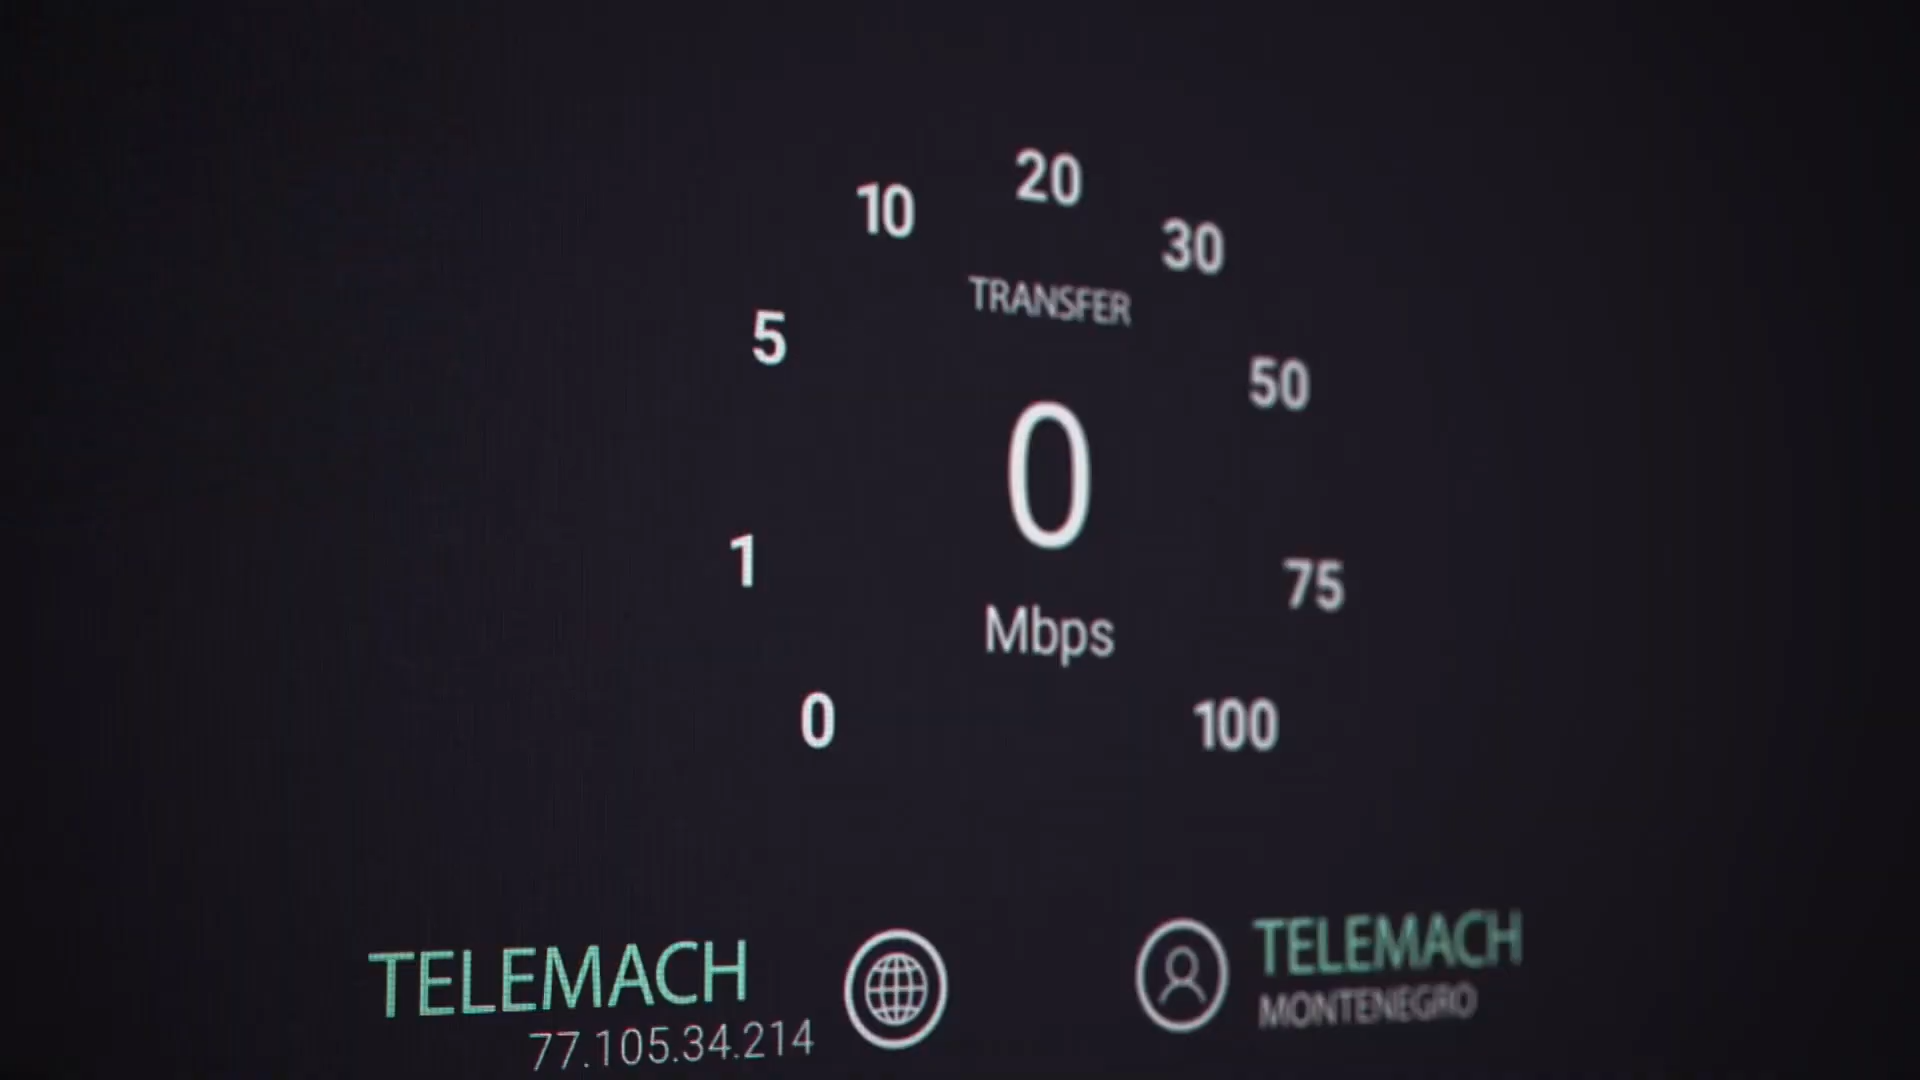 20
10
30
TRANSFER
5
50
0
1
75
Mbps
0
100
TELEMACH
77.105.34.214
TELEMACH
MONTENEGRO